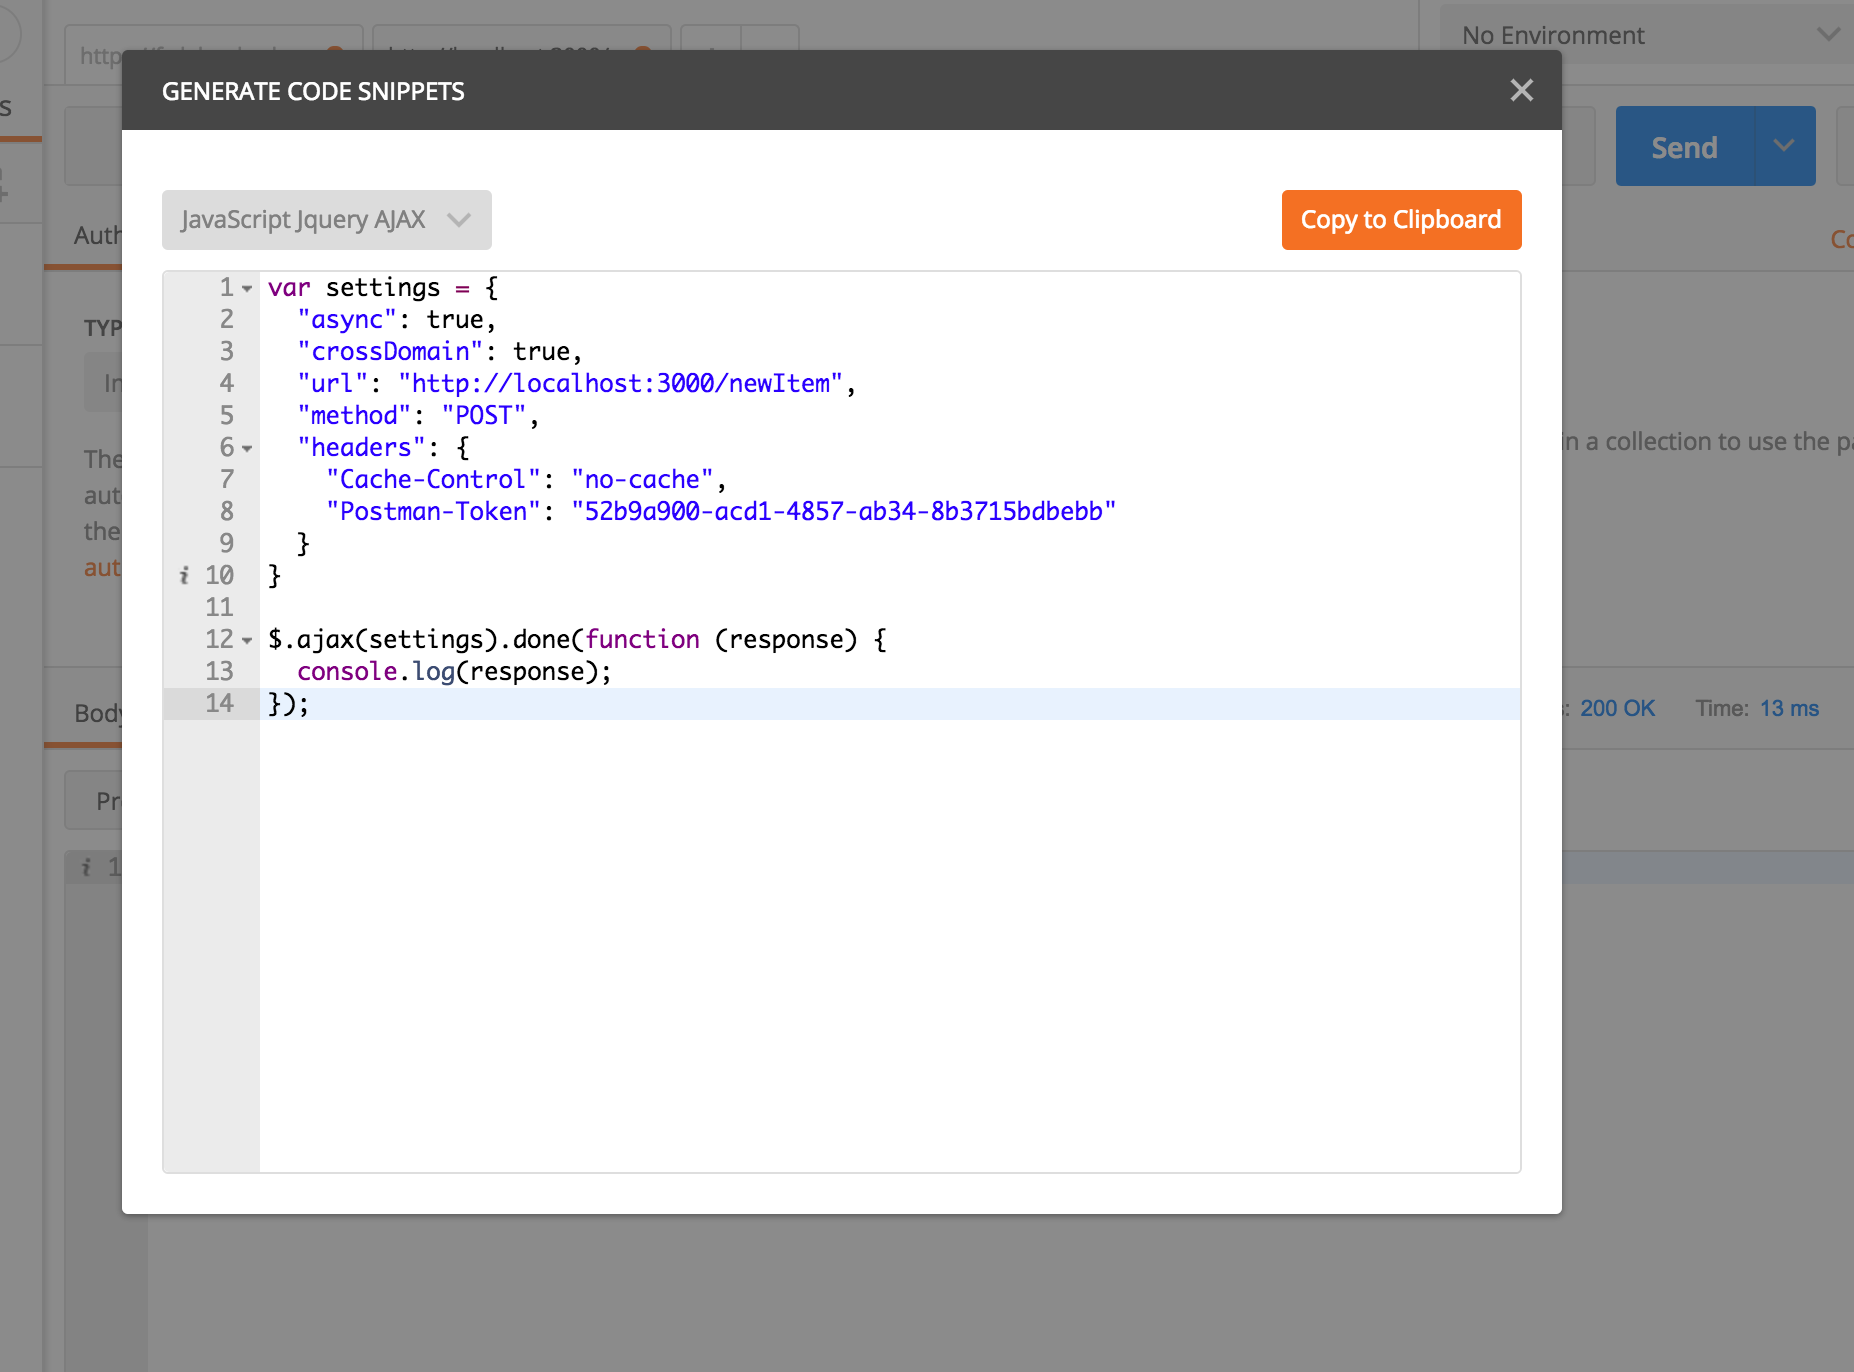 No Environment
GENERATE CODE SNIPPETS
Send
JavaScript Jquery AJAX
Copy to Clipboard
1 var settings = {
2 "async": true,
3 "crossDomain": true,
4 "url": "http://localhost:3000/newItem",
5 "method": "POST",
6 "headers": {
7 "Cache-Control": "no-cache",
8 "Postman-Token": "52b9a900-acd1-4857-ab34-8b3715bdbebb"
9 }
i 10 }
11
12 $.ajax(settings).done(function (response) {
13 console.log(response);
14 });
Auth
TYP
The
aut
the
aut
in a collection to use the pa
Body
200 OK Time: 13 ms
Pr
i 1